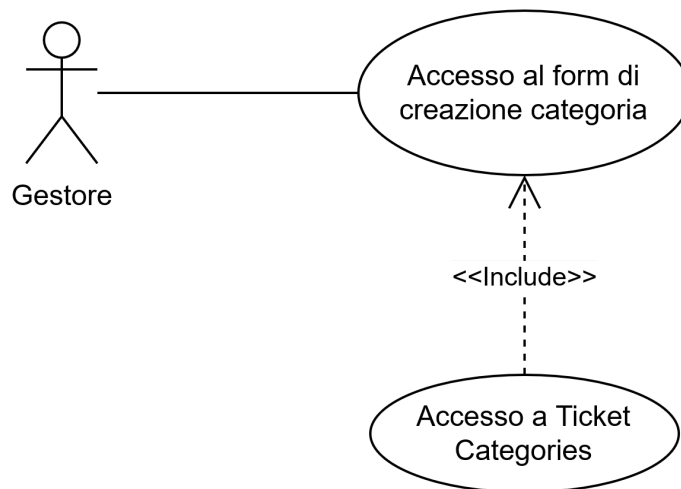 Accesso al form di
creazione categoria
Gestore
<<Include>>
Accesso a Ticket
Categories